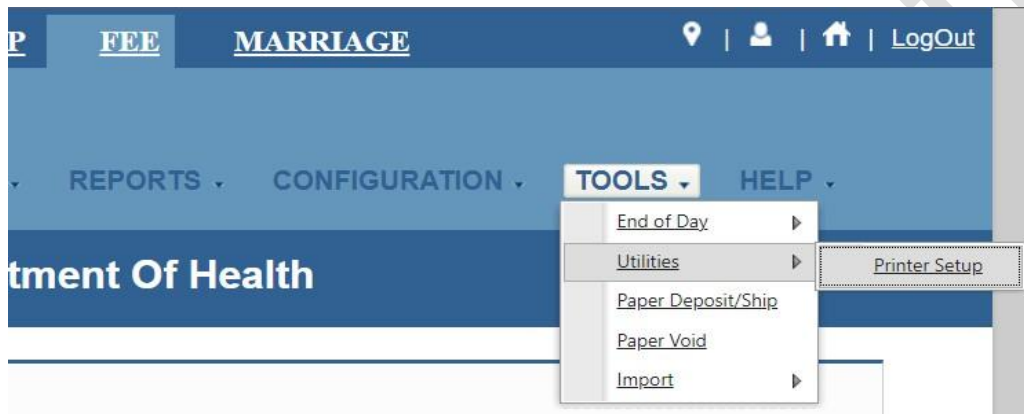 P FEE MARRIAGE | | | LogOut
REPORTS CONFIGURATION TOOLS HELP
End of Day
tment Of Health Utilities Printer Setup
Paper Deposit/Ship
Paper Void
Import